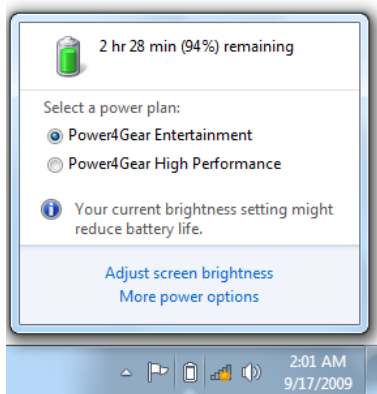 2 hr 28 min (94%) remaining
Select a power plan:
Power4Gear Entertainment
Power4Gear High Performance
Your current brightness setting might
reduce battery life.
Adjust screen brightness
More power options
2:01 AM
9/17/2009